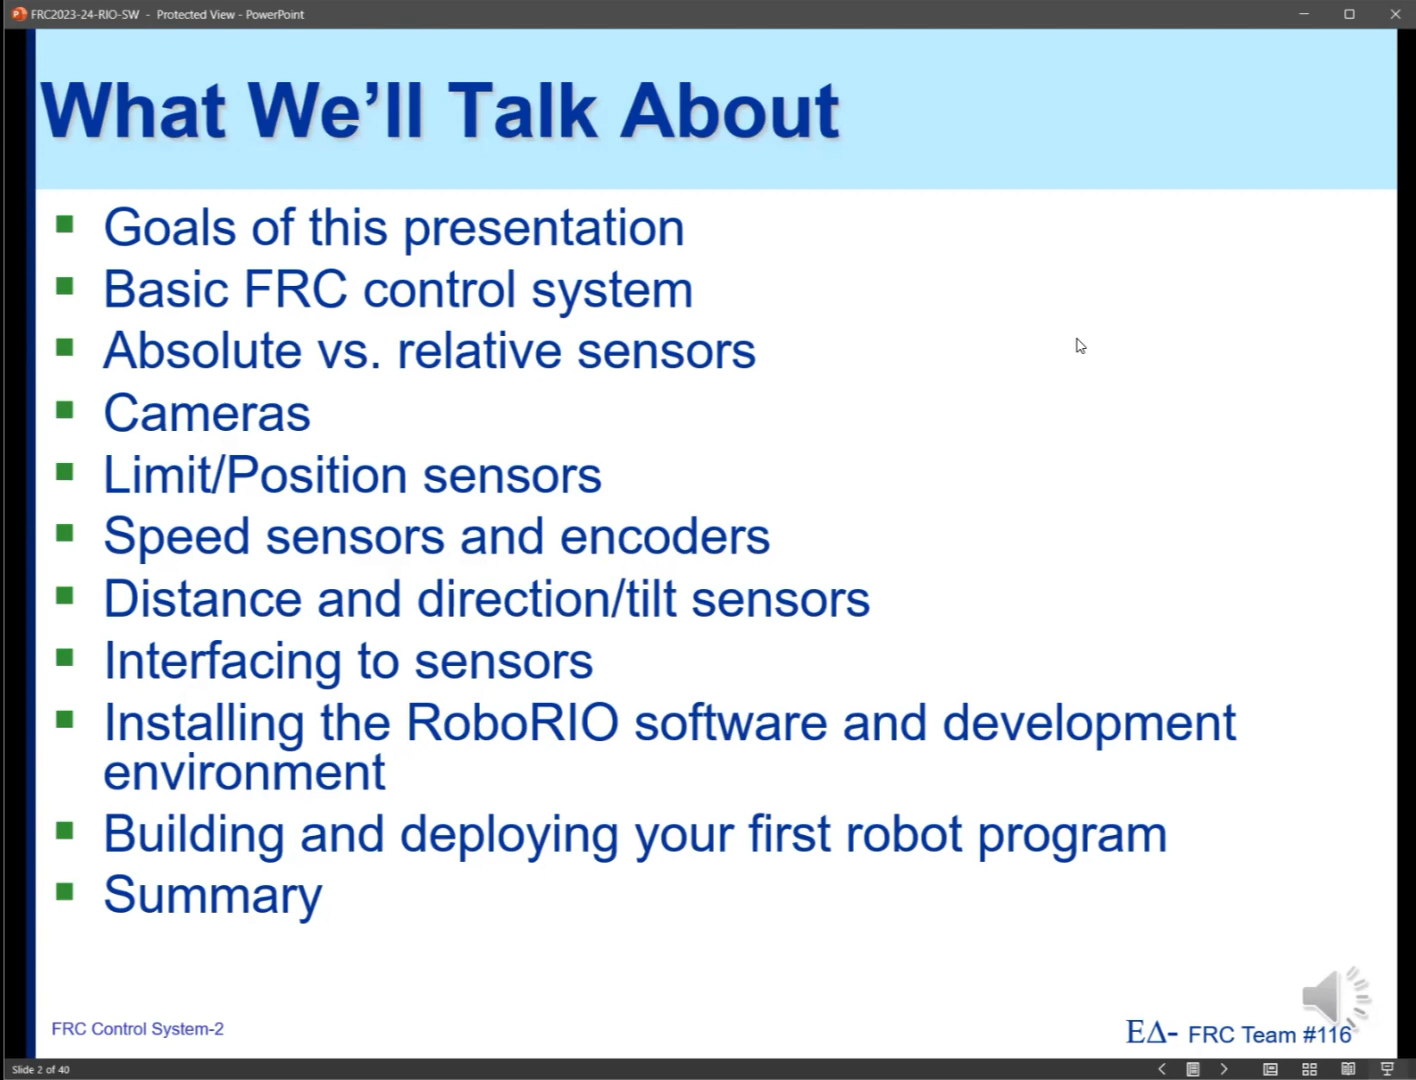 FRC2023-24-RIO-SW - Protected View - PowerPoint
What We’ll Talk About
Goals of this presentation
Basic FRC control system
Absolute vs. relative sensors
Cameras
Limit/Position sensors
Speed sensors and encoders
Distance and direction/tilt sensors
Interfacing to sensors
Installing the RoboRIO software and development
environment
Building and deploying your first robot program
Summary
FRC Control System-2
ΕΔ- FRC Team #116
Slide 2 of 40